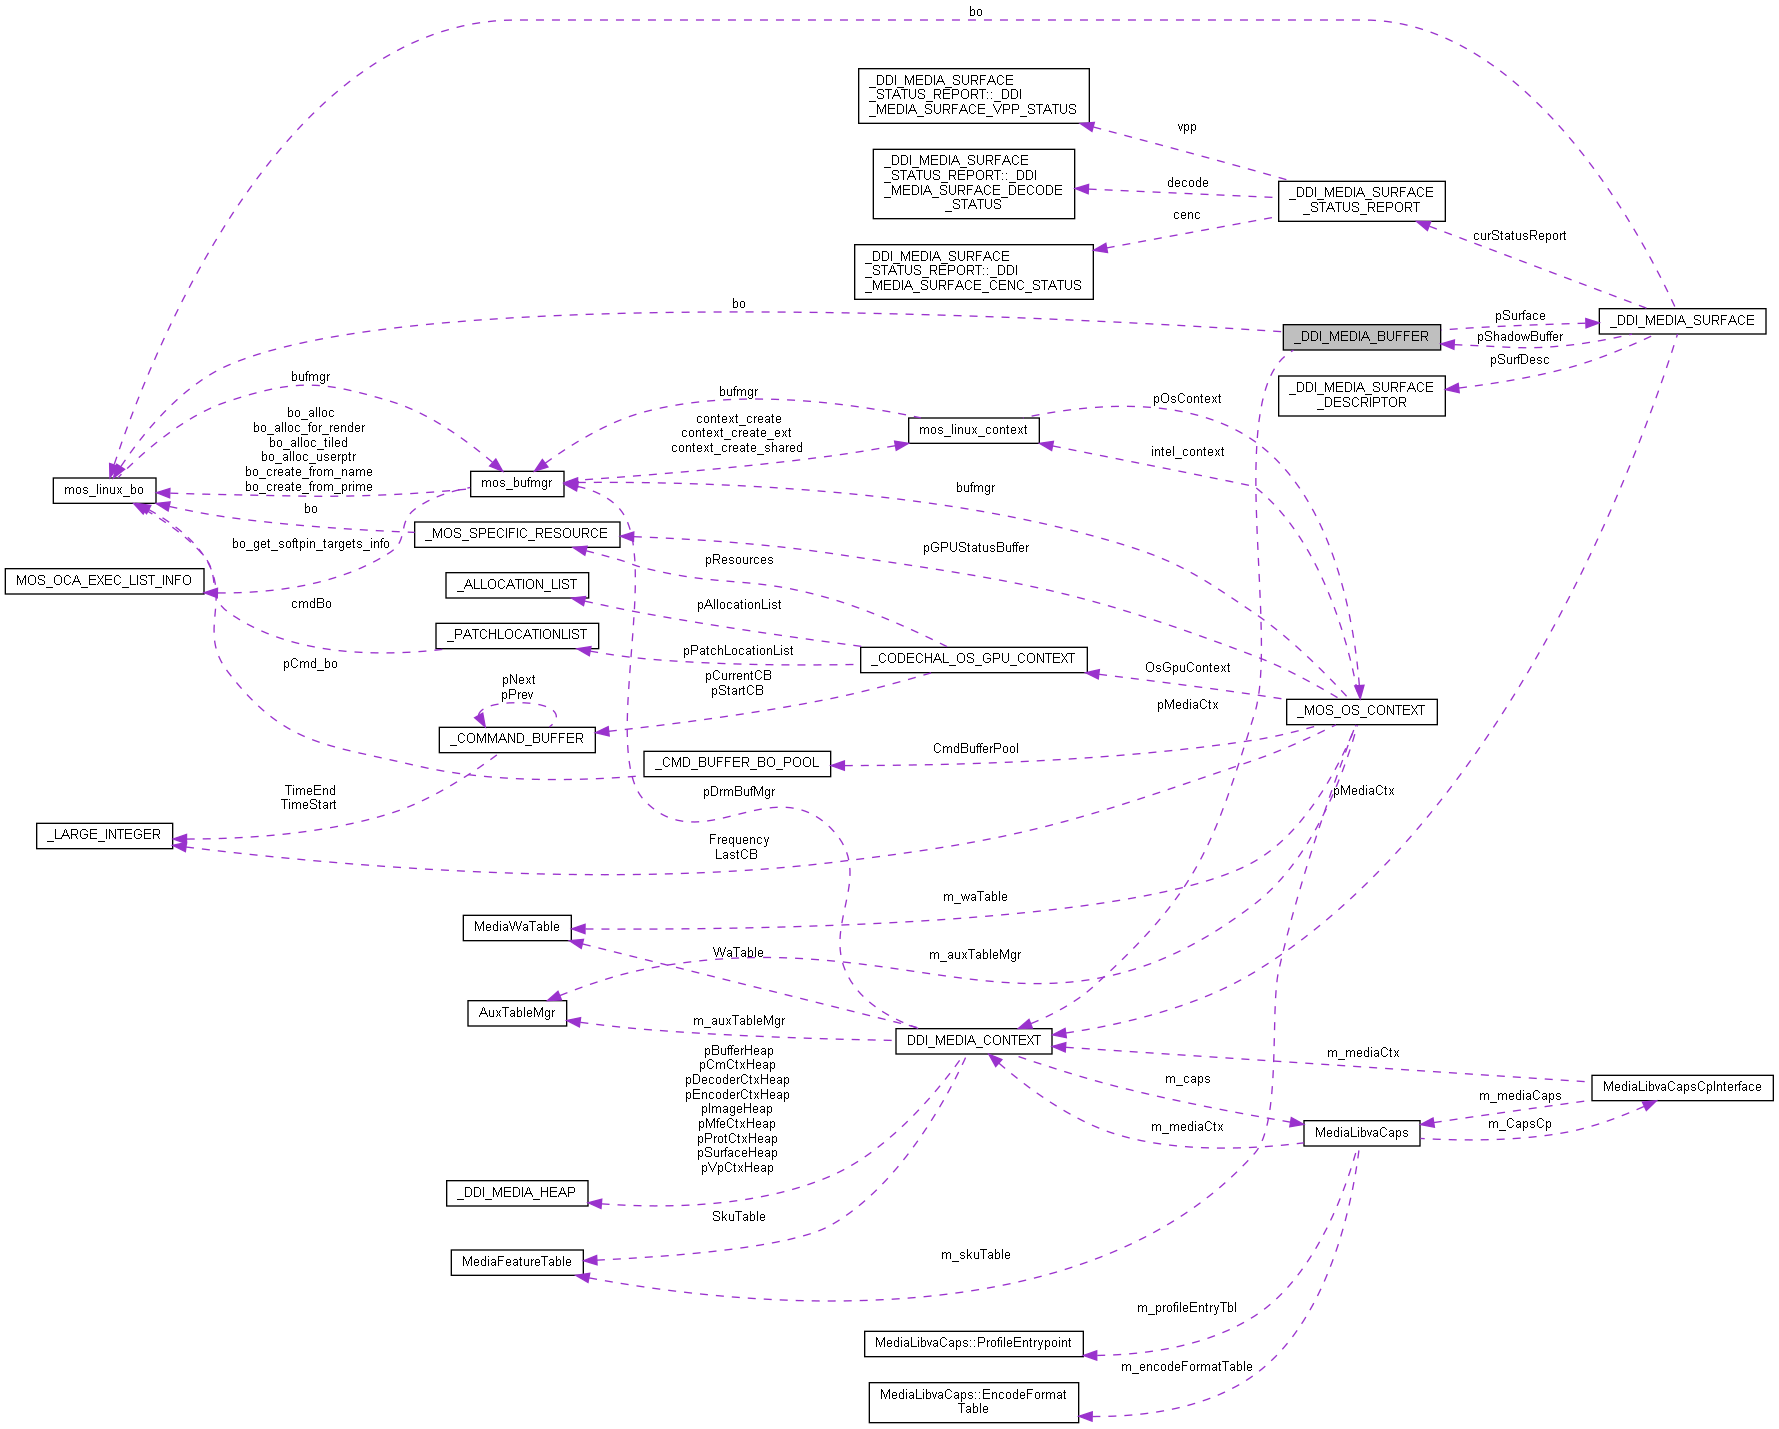 bo
_DDI_MEDIA_SURFACE
_STATUS_REPORT::_DDI
_MEDIA_SURFACE_VPP_STATUS
vpp
_DDI_MEDIA_SURFACE
_STATUS_REPORT::_DDI
_MEDIA_SURFACE_DECODE
_STATUS
decode
_DDI_MEDIA_SURFACE
_STATUS_REPORT
cenc
curStatusReport
_DDI_MEDIA_SURFACE
_STATUS_REPORT::_DDI
_MEDIA_SURFACE_CENC_STATUS
bo
_DDI_MEDIA_BUFFER
pSurface
_DDI_MEDIA_SURFACE
pShadowBuffer
pSurfDesc
_DDI_MEDIA_SURFACE
_DESCRIPTOR
bufmgr
bo_alloc
bo_alloc_for_render
bo_alloc_tiled
bo_alloc_userptr
bo_create_from_name
bo_create_from_prime
bufmgr
context_create
context_create_ext
context_create_shared
mos_linux_context
pOsContext
intel_context
mos_linux_bo
mos_bufmgr
bufmgr
bo
_MOS_SPECIFIC_RESOURCE
pGPUStatusBuffer
bo_get_softpin_targets_info
pResources
MOS_OCA_EXEC_LIST_INFO
_ALLOCATION_LIST
cmdBo
pAllocationList
_PATCHLOCATIONLIST
pPatchLocationList
_CODECHAL_OS_GPU_CONTEXT
OsGpuContext
pCmd_bo
pCurrentCB
pStartCB
pNext
pPrev
pMediaCtx
_MOS_OS_CONTEXT
_COMMAND_BUFFER
CmdBufferPool
_CMD_BUFFER_BO_POOL
TimeEnd
TimeStart
pDrmBufMgr
pMediaCtx
_LARGE_INTEGER
Frequency
LastCB
m_waTable
MediaWaTable
WaTable
m_auxTableMgr
AuxTableMgr
m_auxTableMgr
DDI_MEDIA_CONTEXT
m_mediaCtx
pBufferHeap
pCmCtxHeap
pDecoderCtxHeap
pEncoderCtxHeap
pImageHeap
pMfeCtxHeap
pProtCtxHeap
pSurfaceHeap
pVpCtxHeap
m_caps
MediaLibvaCapsCpInterface
m_mediaCaps
m_CapsCp
m_mediaCtx
MediaLibvaCaps
_DDI_MEDIA_HEAP
SkuTable
MediaFeatureTable
m_skuTable
m_profileEntryTbl
MediaLibvaCaps::ProfileEntrypoint
m_encodeFormatTable
MediaLibvaCaps::EncodeFormat
Table